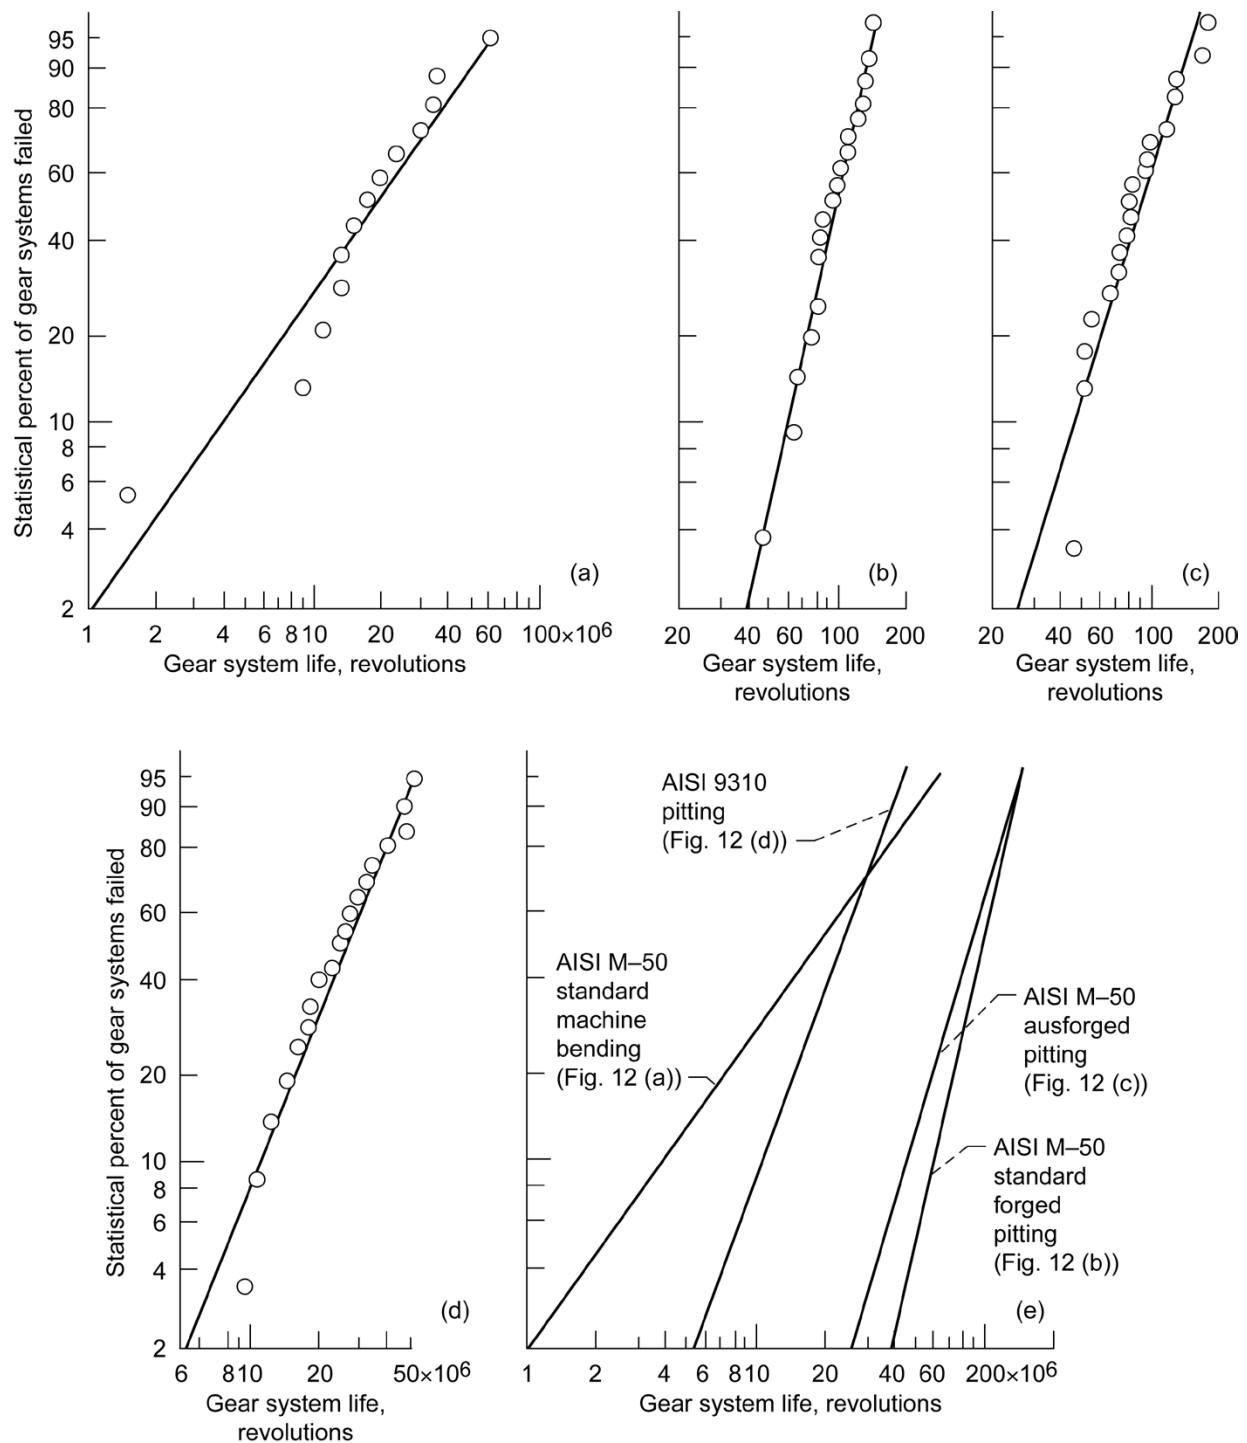 Statistical percent of gear systems failed
95
90
80
60
40
20
10
8
6
4
2
1 2 4 6 8 10 20 40 60 100×10⁶
Gear system life, revolutions
(a)
20 40 60 100 200
Gear system life,
revolutions
(b)
20 40 60 100 200
Gear system life,
revolutions
(c)
Statistical percent of gear systems failed
95
90
80
60
40
20
10
8
6
4
2
6 8 10 20 50×10⁶
Gear system life,
revolutions
(d)
AISI 9310
pitting
(Fig. 12 (d))
AISI M–50
standard
machine
bending
(Fig. 12 (a))
AISI M–50
ausforged
pitting
(Fig. 12 (c))
AISI M–50
standard
forged
pitting
(Fig. 12 (b))
(e)
1 2 4 6 8 10 20 40 60 200×10⁶
Gear system life, revolutions